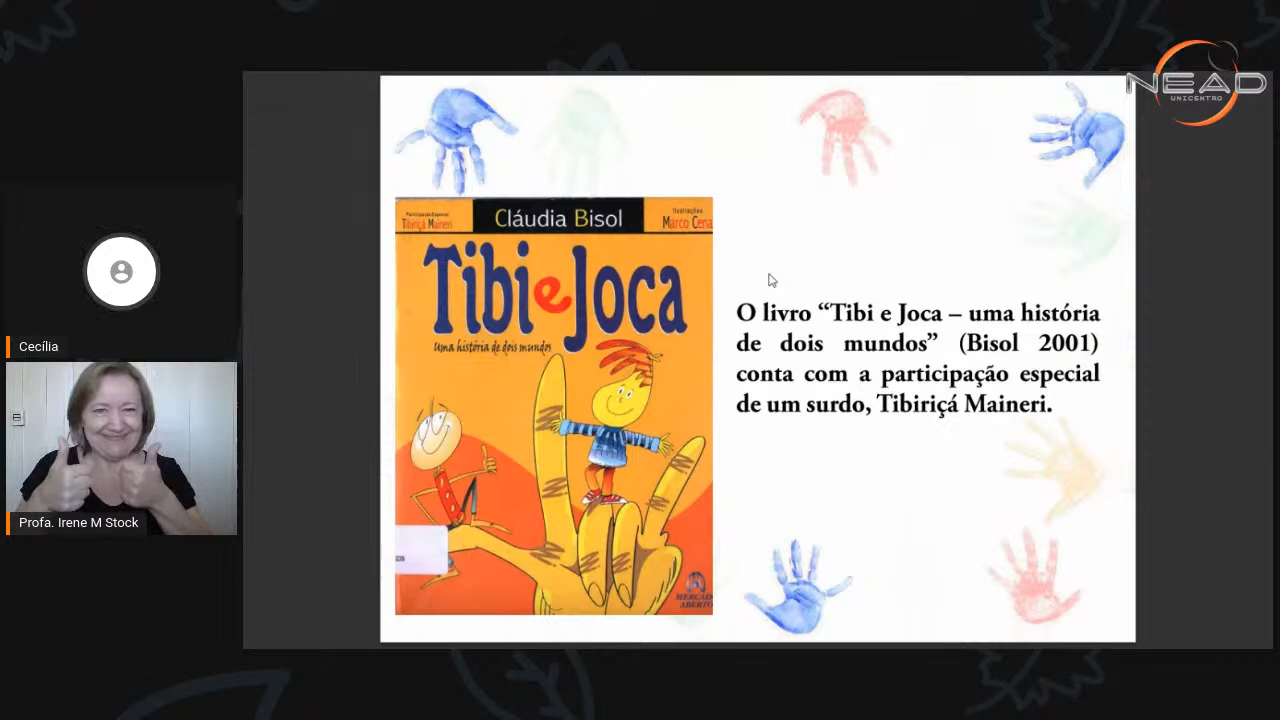 NEAD
UNICENTRO
Participação Especial
Tibiriçá Maineri
Cláudia Bisol
Ilustrações
Marco Cena
Tibi e Joca
Uma história de dois mundos
MERCADO
ABERTO
O livro “Tibi e Joca – uma história
de dois mundos” (Bisol 2001)
conta com a participação especial
de um surdo, Tibiriçá Maineri.
Cecília
Profa. Irene M Stock